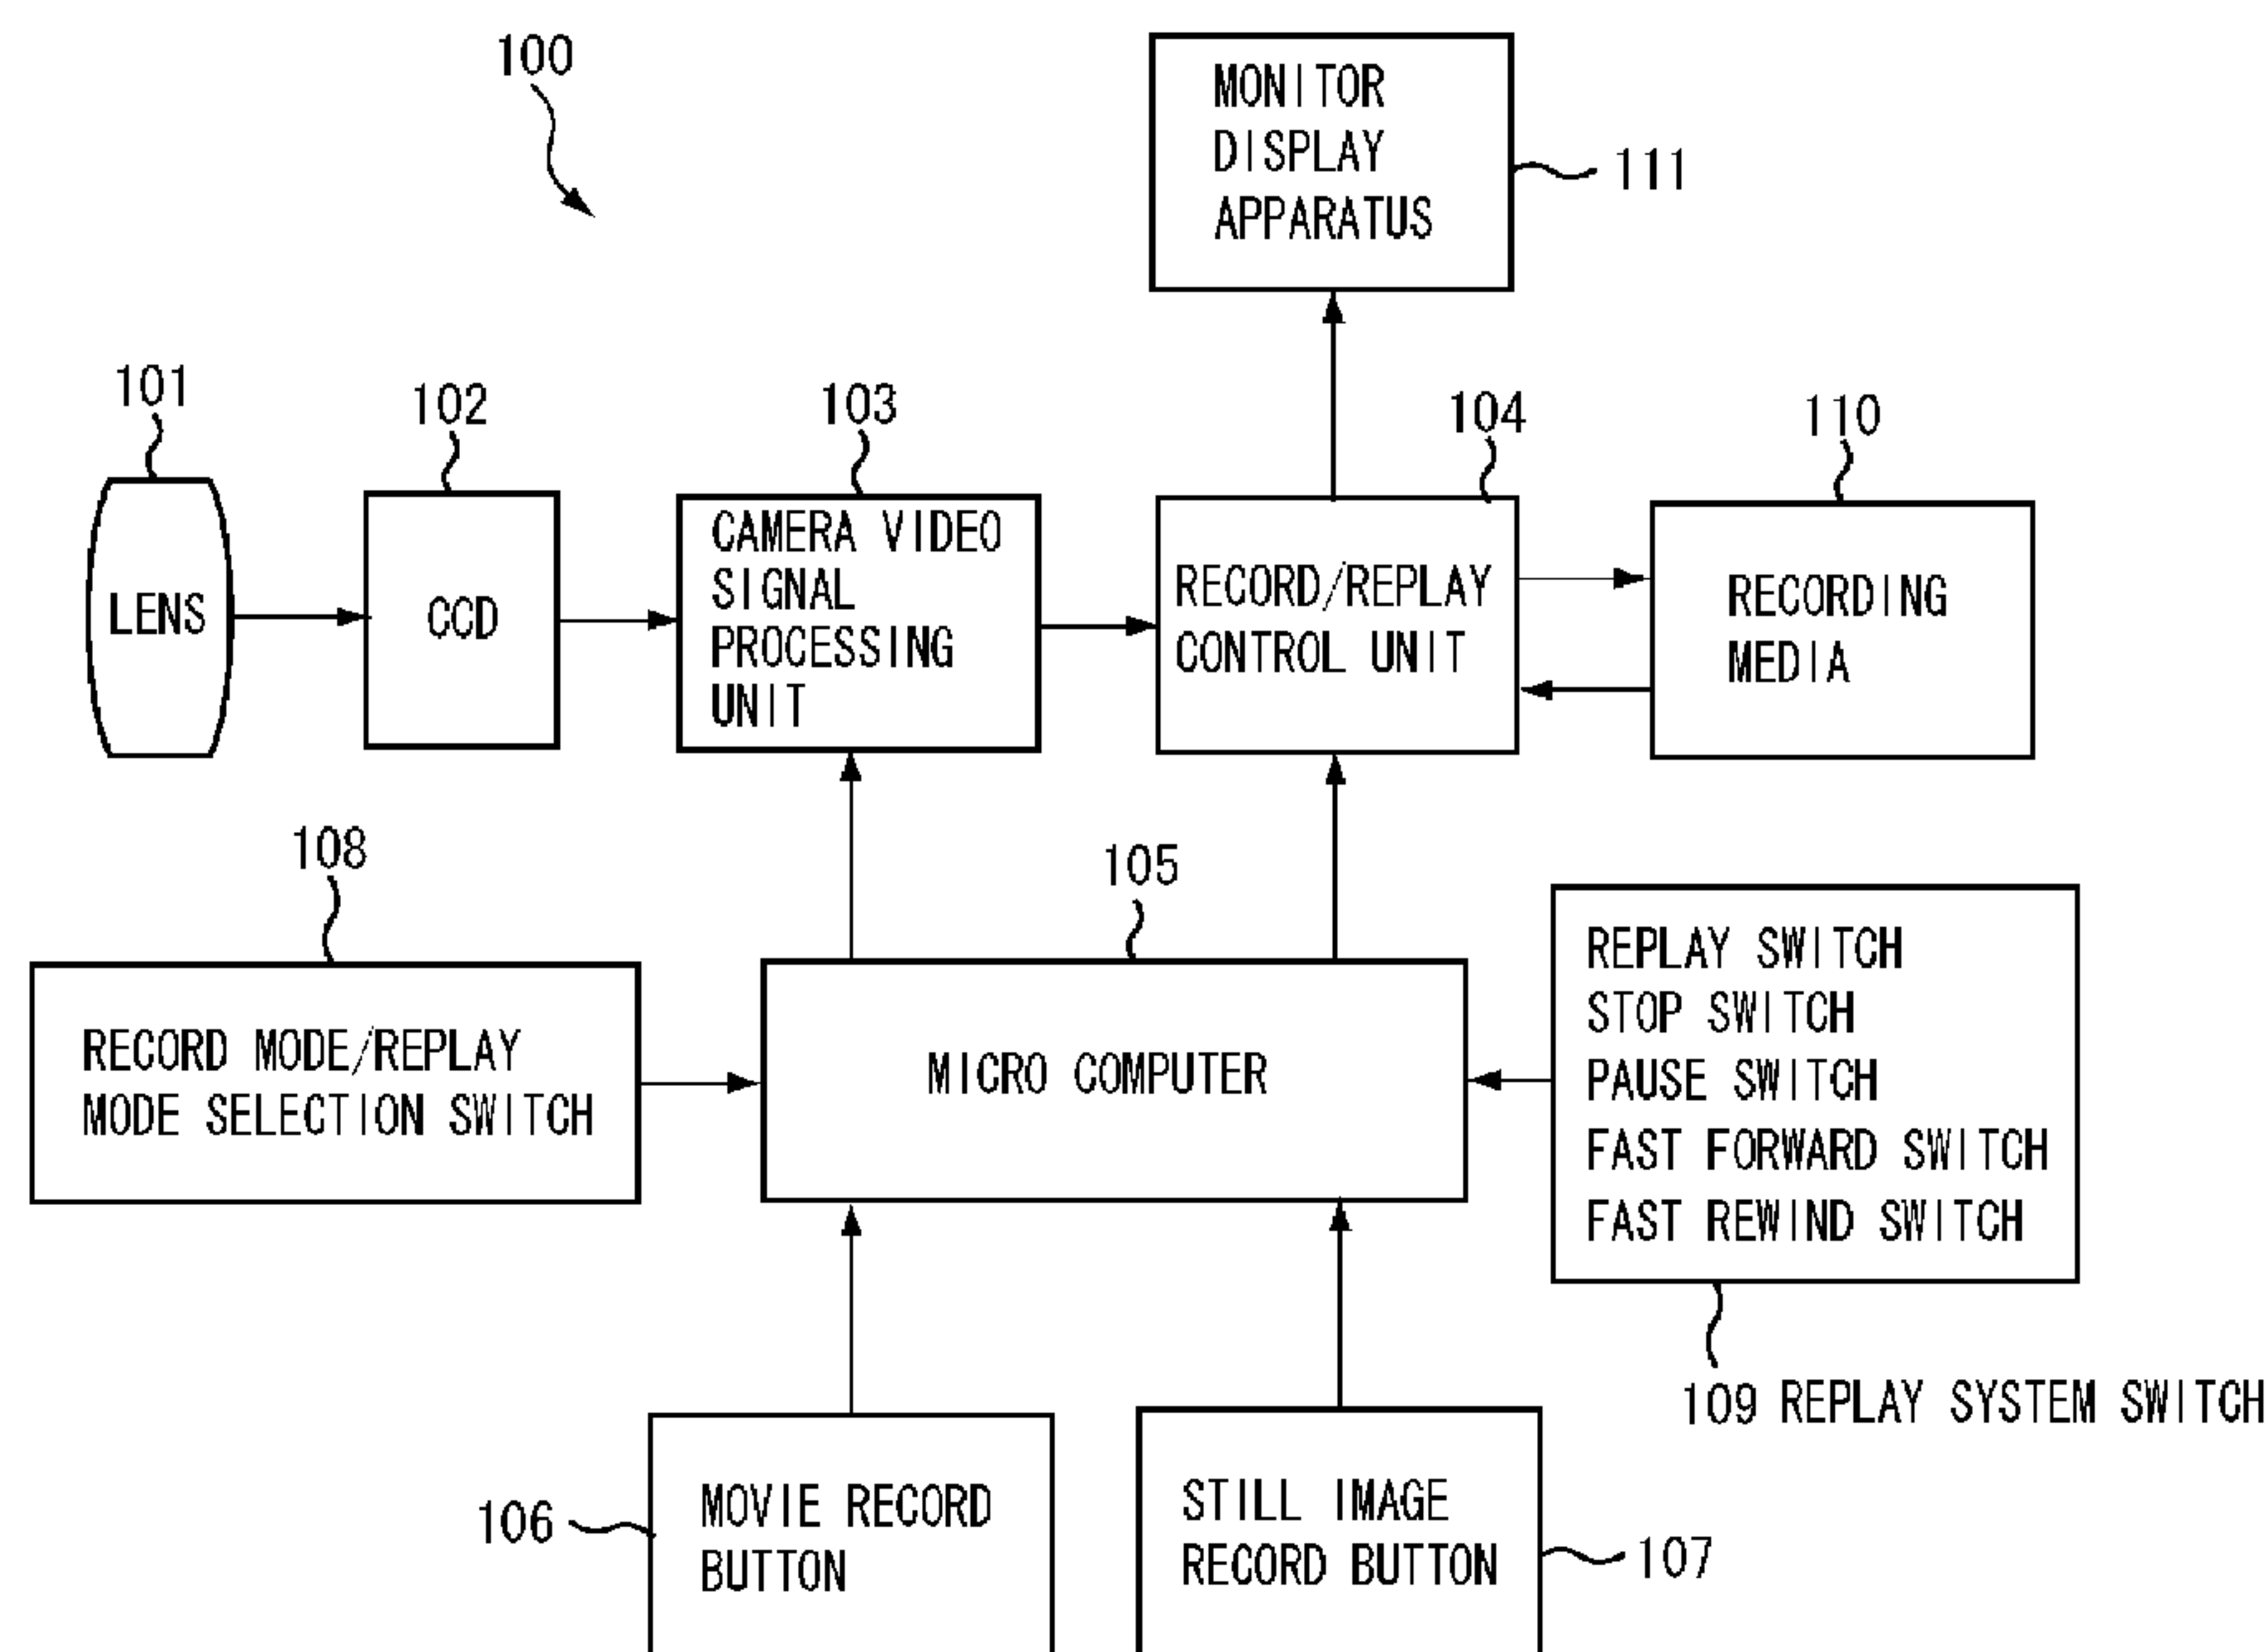 100
MONITOR
DISPLAY
APPARATUS
111
101
102
103
104
110
LENS
CCD
CAMERA VIDEO
SIGNAL
PROCESSING
UNIT
RECORD/REPLAY
CONTROL UNIT
RECORDING
MEDIA
108
105
RECORD MODE/REPLAY
MODE SELECTION SWITCH
MICRO COMPUTER
REPLAY SWITCH
STOP SWITCH
PAUSE SWITCH
FAST FORWARD SWITCH
FAST REWIND SWITCH
109 REPLAY SYSTEM SWITCH
106
MOVIE RECORD
BUTTON
STILL IMAGE
RECORD BUTTON
107